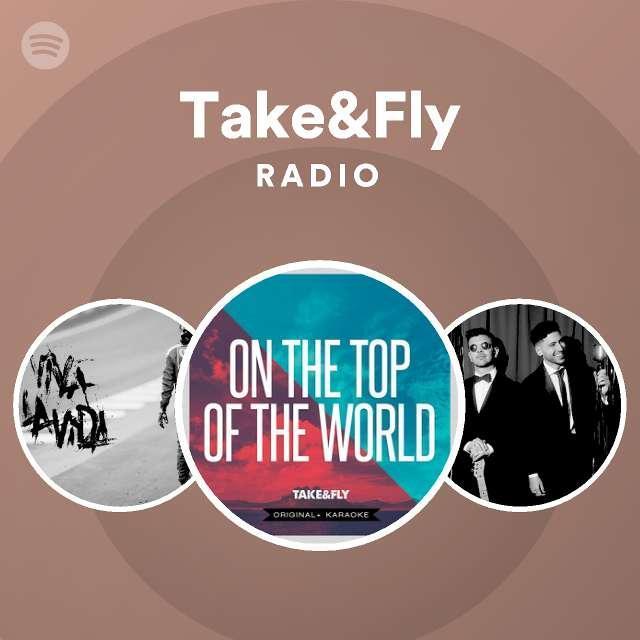 Take&Fly
RADIO
VIVA
LA VIDA
ON THE TOP
OF THE WORLD
TAKE&FLY
ORIGINAL+ KARAOKE